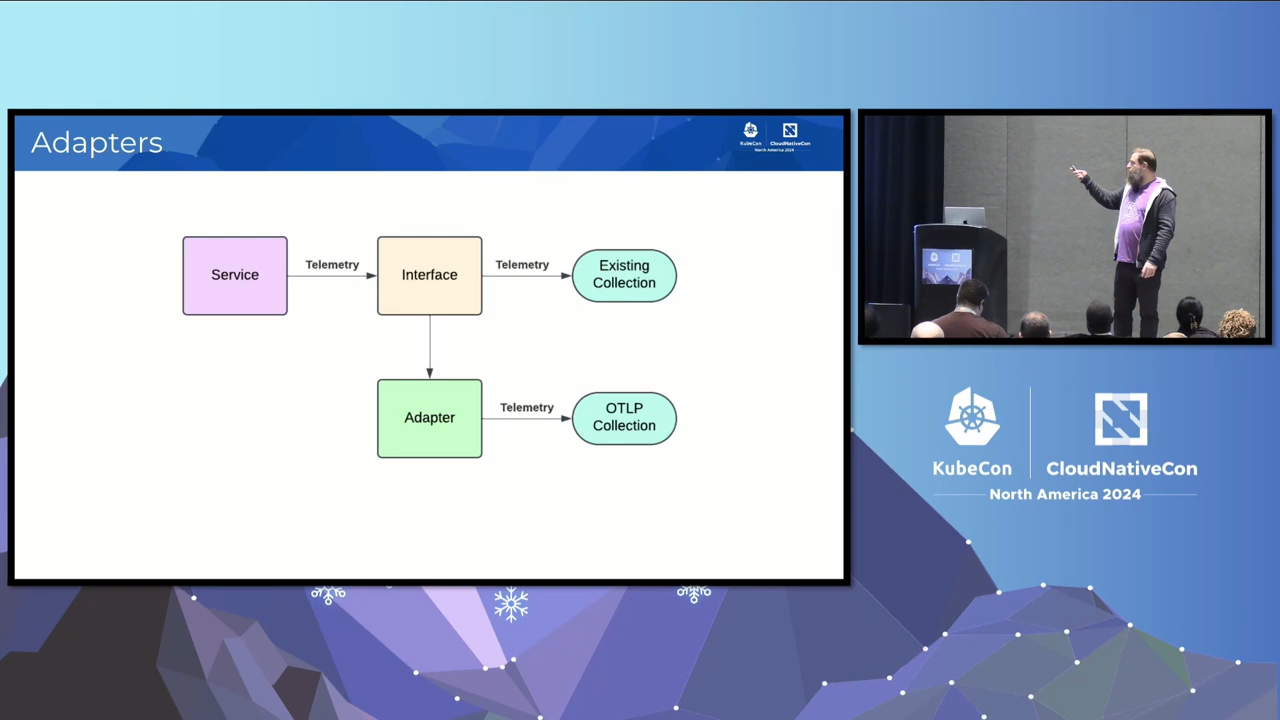 Adapters
KubeCon
CloudNativeCon
North America 2024
Service
Telemetry
Interface
Telemetry
Existing
Collection
Adapter
Telemetry
OTLP
Collection
KubeCon
CloudNativeCon
North America 2024